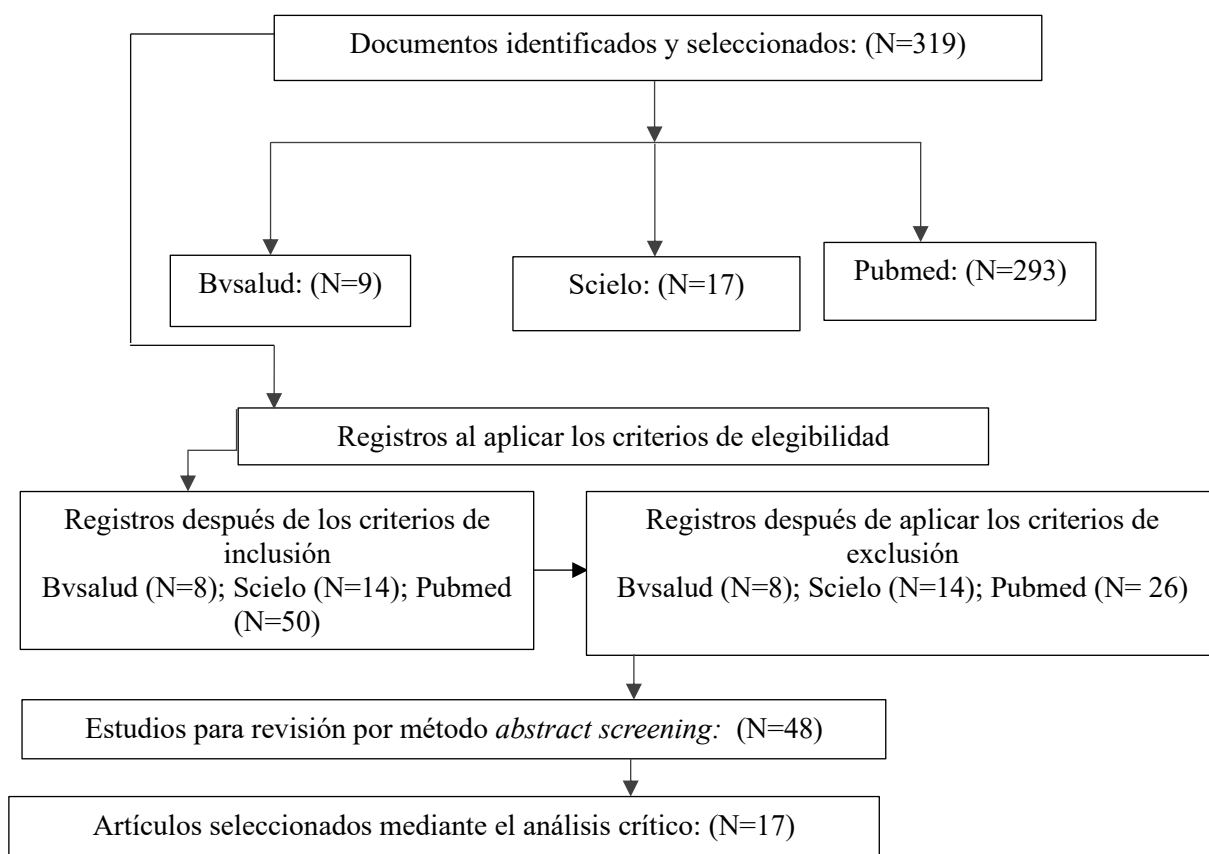 Documentos identificados y seleccionados: (N=319)
Bvsalud: (N=9)
Scielo: (N=17)
Pubmed: (N=293)
Registros al aplicar los criterios de elegibilidad
Registros después de los criterios de
inclusión
Bvsalud (N=8); Scielo (N=14); Pubmed
(N=50)
Registros después de aplicar los criterios de
exclusión
Bvsalud (N=8); Scielo (N=14); Pubmed (N= 26)
Estudios para revisión por método abstract screening: (N=48)
Artículos seleccionados mediante el análisis crítico: (N=17)